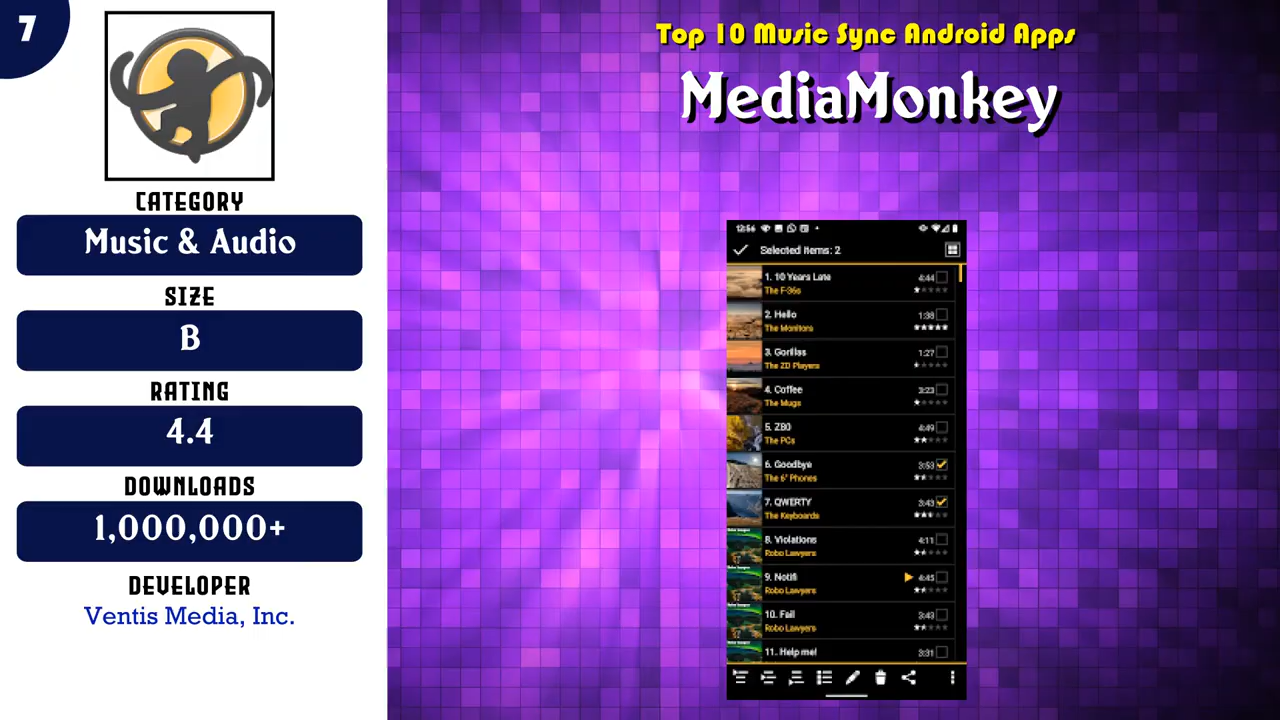 7
CATEGORY
Music & Audio
SIZE
B
RATING
4.4
DOWNLOADS
1,000,000+
DEVELOPER
Ventis Media, Inc.
Top 10 Music Sync Android Apps
MediaMonkey
12:56
Selected items: 2
1. 10 Years Late 4:44
The F-36s
2. Hello 1:38
The Monitors
3. Gorillas 1:27
The ZD Players
4. Coffee 3:23
The Mugs
5. Z80 4:49
The PCs
6. Goodbye 3:53
The 6' Phones
7. QWERTY 3:43
The Keyboards
8. Violations 4:11
Robo Lawyers
9. Notifi 4:45
Robo Lawyers
10. Fail 3:43
Robo Lawyers
11. Help me! 3:31